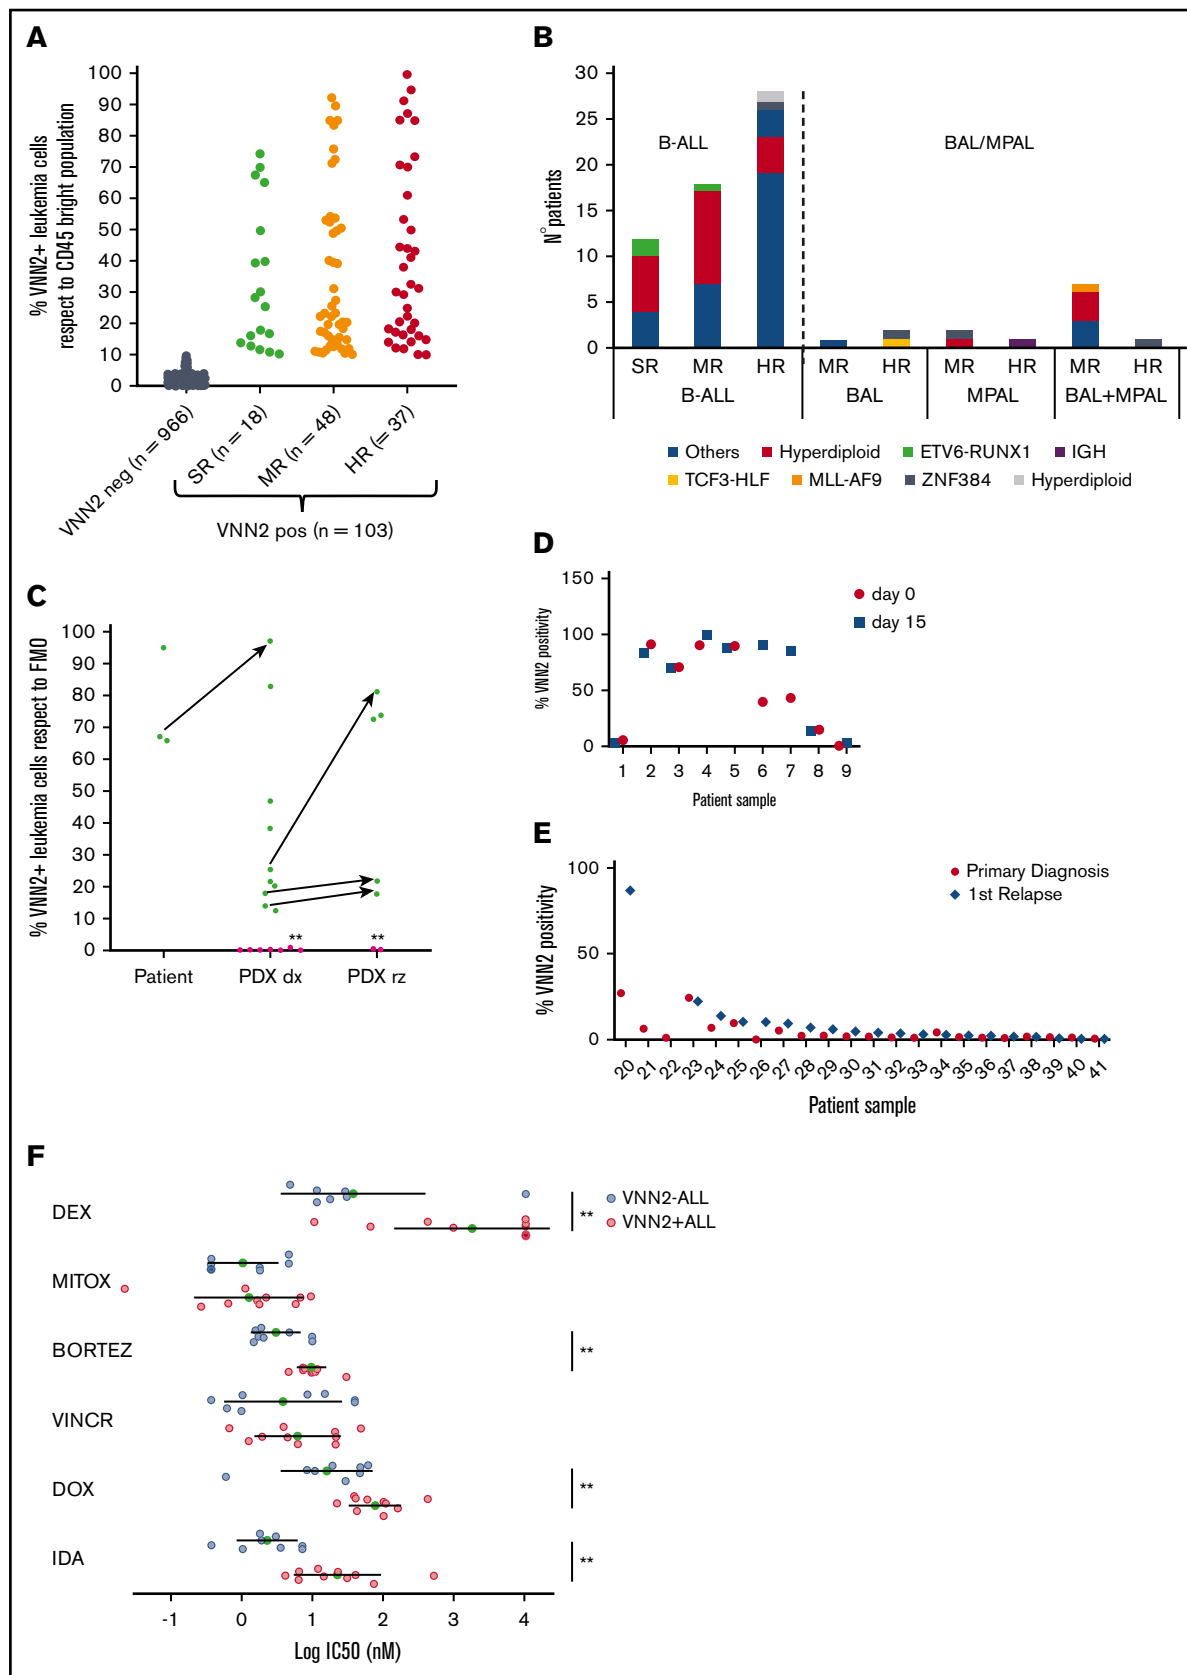 A
% VNN2+ leukemia cells
respect to CD45 bright population
100
90
80
70
60
50
40
30
20
10
0
VNN2 neg (n = 966)
SR (n = 18)
MR (n = 48)
HR (= 37)
VNN2 pos (n = 103)
B
N° patients
30
25
20
15
10
5
0
B-ALL
BAL/MPAL
SR
MR
HR
MR
HR
MR
HR
MR
HR
B-ALL
BAL
MPAL
BAL+MPAL
Others
Hyperdiploid
ETV6-RUNX1
IGH
TCF3-HLF
MLL-AF9
ZNF384
Hyperdiploid
C
% VNN2+ leukemia cells respect to FMO
100
90
80
70
60
50
40
30
20
10
0
**
**
Patient
PDX dx
PDX rz
D
% VNN2 positivity
150
100
50
0
1
2
3
4
5
6
7
8
9
Patient sample
day 0
day 15
E
% VNN2 positivity
100
50
0
20
21
22
23
24
25
26
27
28
29
30
31
32
33
34
35
36
37
38
39
40
41
Patient sample
Primary Diagnosis
1st Relapse
F
DEX
MITOX
BORTEZ
VINCR
DOX
IDA
**
**
**
**
VNN2-ALL
VNN2+ALL
-1
0
1
2
3
4
Log IC50 (nM)